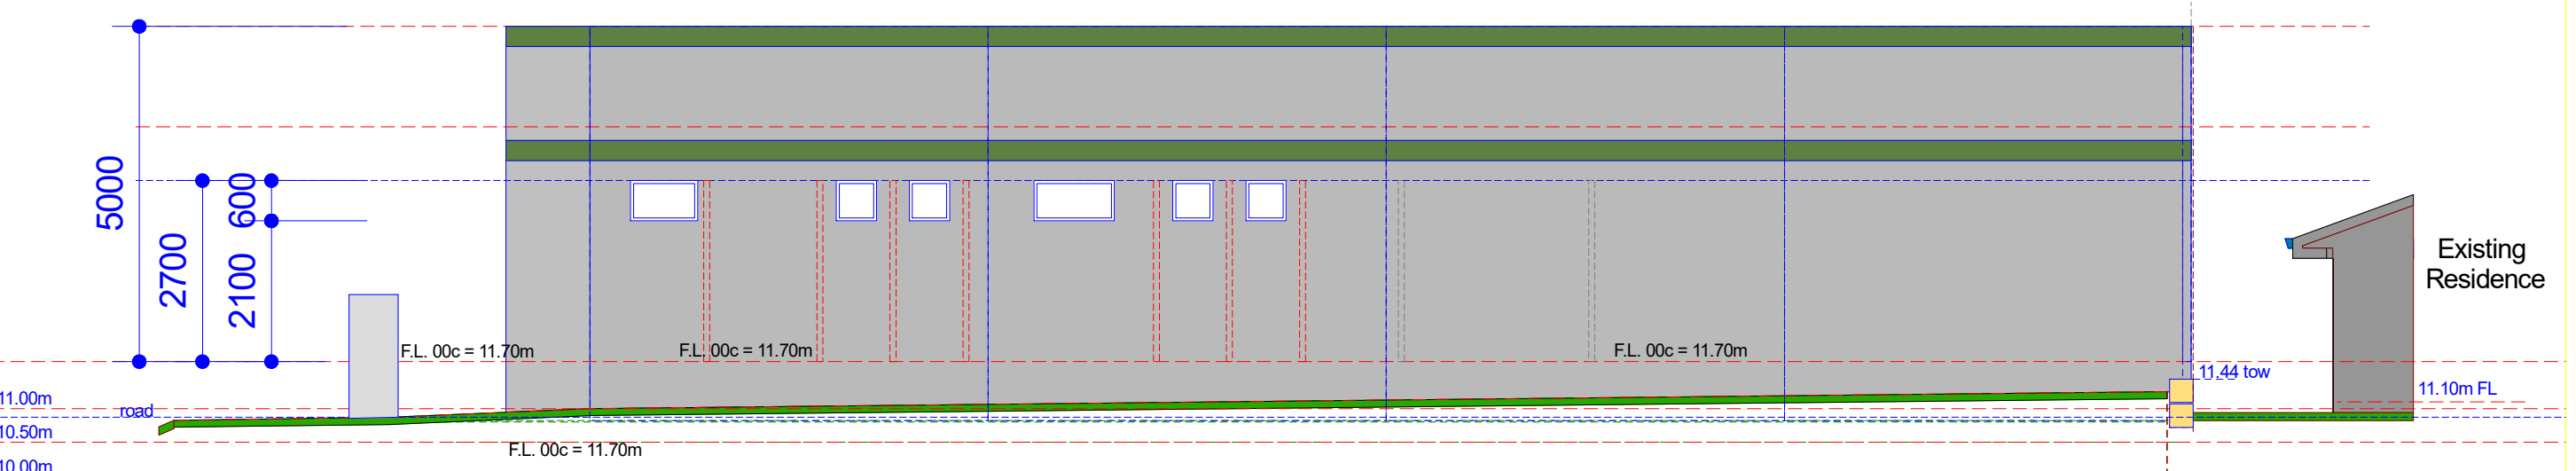 5000
2700
2100
600
F.L. 00c = 11.70m
F.L. 00c = 11.70m
F.L. 00c = 11.70m
Existing
Residence
11.44 tow
11.10m FL
11.00m
road
10.50m
F.L. 00c = 11.70m
10.00m